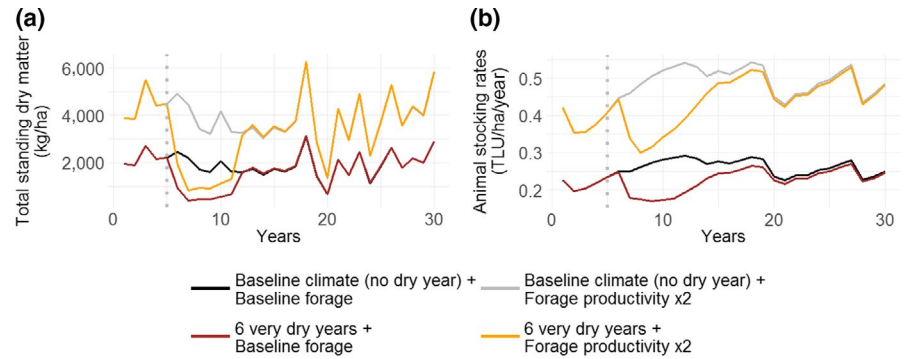 (a)
Total standing dry matter
(kg/ha)
6,000
4,000
2,000
0
10
20
30
Years
(b)
Animal stocking rates
(TLU/ha/year)
0.5
0.4
0.3
0.2
0
10
20
30
Years
Baseline climate (no dry year) +
Baseline forage
Baseline climate (no dry year) +
Forage productivity x2
6 very dry years +
Baseline forage
6 very dry years +
Forage productivity x2